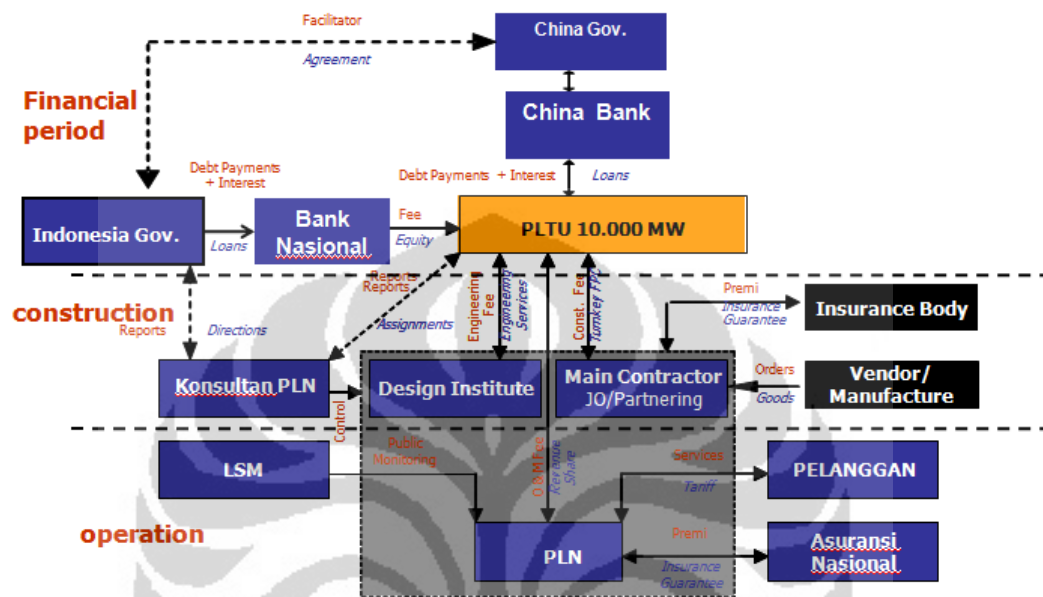 Facilitator
China Gov.
Agreement
Financial
period
China Bank
Debt Payments
+ Interest
Debt Payments + Interest
Loans
Indonesia Gov.
Loans
Bank
Nasional
Fee
Equity
PLTU 10.000 MW
construction
Reports
Directions
Reports
Reports
Assignments
Engineering
Fee
Engineering
Services
Const. Fee
Turnkey EPC
Premi
Insurance
Guarantee
Insurance Body
Konsultan PLN
Control
Design Institute
Main Contractor
JO/Partnering
Orders
Goods
Vendor/
Manufacture
operation
LSM
Public
Monitoring
O & M Fee
Revenue
Share
Services
Tariff
PELANGGAN
PLN
Premi
Insurance
Guarantee
Asuransi
Nasional